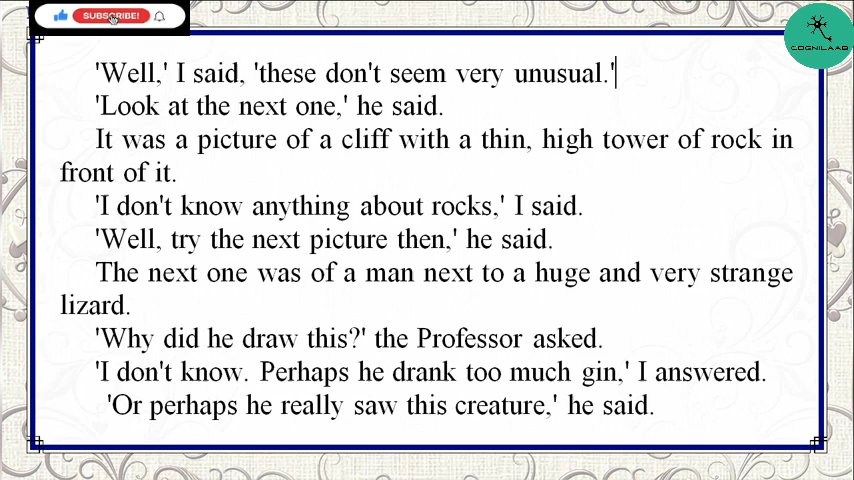 SUBSCRIBE!
COGNILAAB
'Well,' I said, 'these don't seem very unusual.'
'Look at the next one,' he said.
It was a picture of a cliff with a thin, high tower of rock in
front of it.
'I don't know anything about rocks,' I said.
'Well, try the next picture then,' he said.
The next one was of a man next to a huge and very strange
lizard.
'Why did he draw this?' the Professor asked.
'I don't know. Perhaps he drank too much gin,' I answered.
'Or perhaps he really saw this creature,' he said.